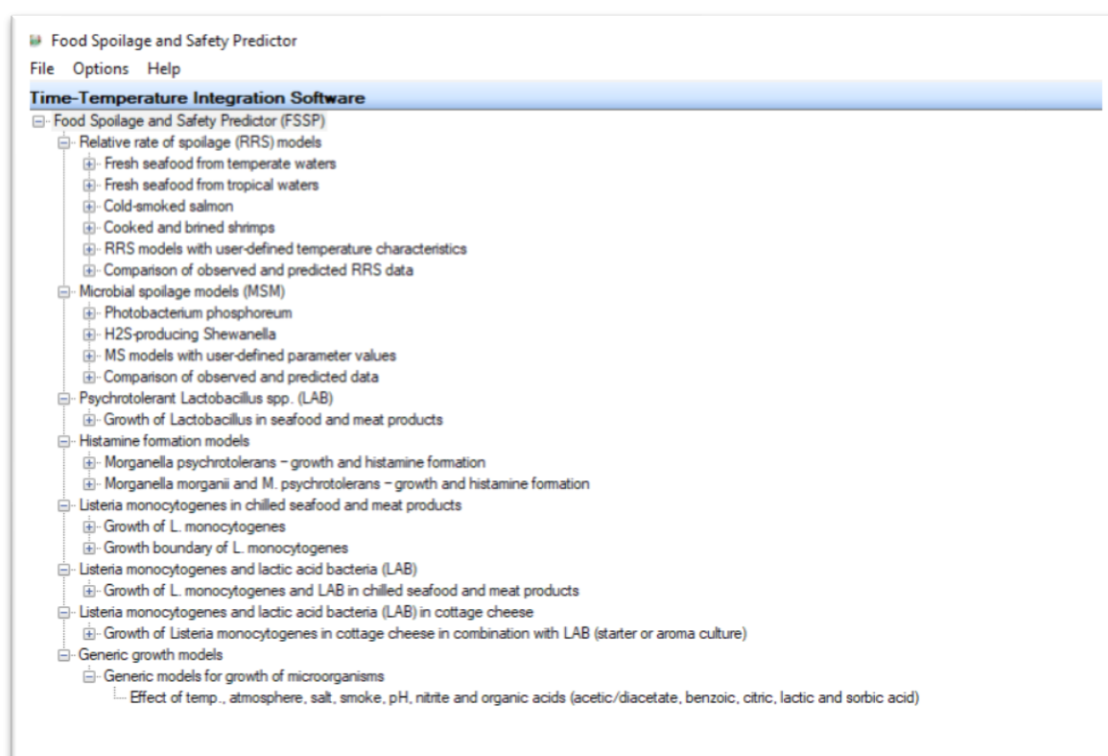 Food Spoilage and Safety Predictor
File Options Help
Time-Temperature Integration Software
Food Spoilage and Safety Predictor (FSSP)
Relative rate of spoilage (RRS) models
Fresh seafood from temperate waters
Fresh seafood from tropical waters
Cold-smoked salmon
Cooked and brined shrimps
RRS models with user-defined temperature characteristics
Comparison of observed and predicted RRS data
Microbial spoilage models (MSM)
Photobacterium phosphoreum
H2S-producing Shewanella
MS models with user-defined parameter values
Comparison of observed and predicted data
Psychrotolerant Lactobacillus spp. (LAB)
Growth of Lactobacillus in seafood and meat products
Histamine formation models
Morganella psychrotolerans – growth and histamine formation
Morganella morganii and M. psychrotolerans – growth and histamine formation
Listeria monocytogenes in chilled seafood and meat products
Growth of L. monocytogenes
Growth boundary of L. monocytogenes
Listeria monocytogenes and lactic acid bacteria (LAB)
Growth of L. monocytogenes and LAB in chilled seafood and meat products
Listeria monocytogenes and lactic acid bacteria (LAB) in cottage cheese
Growth of Listeria monocytogenes in cottage cheese in combination with LAB (starter or aroma culture)
Generic growth models
Generic models for growth of microorganisms
Effect of temp., atmosphere, salt, smoke, pH, nitrite and organic acids (acetic/diacetate, benzoic, citric, lactic and sorbic acid)